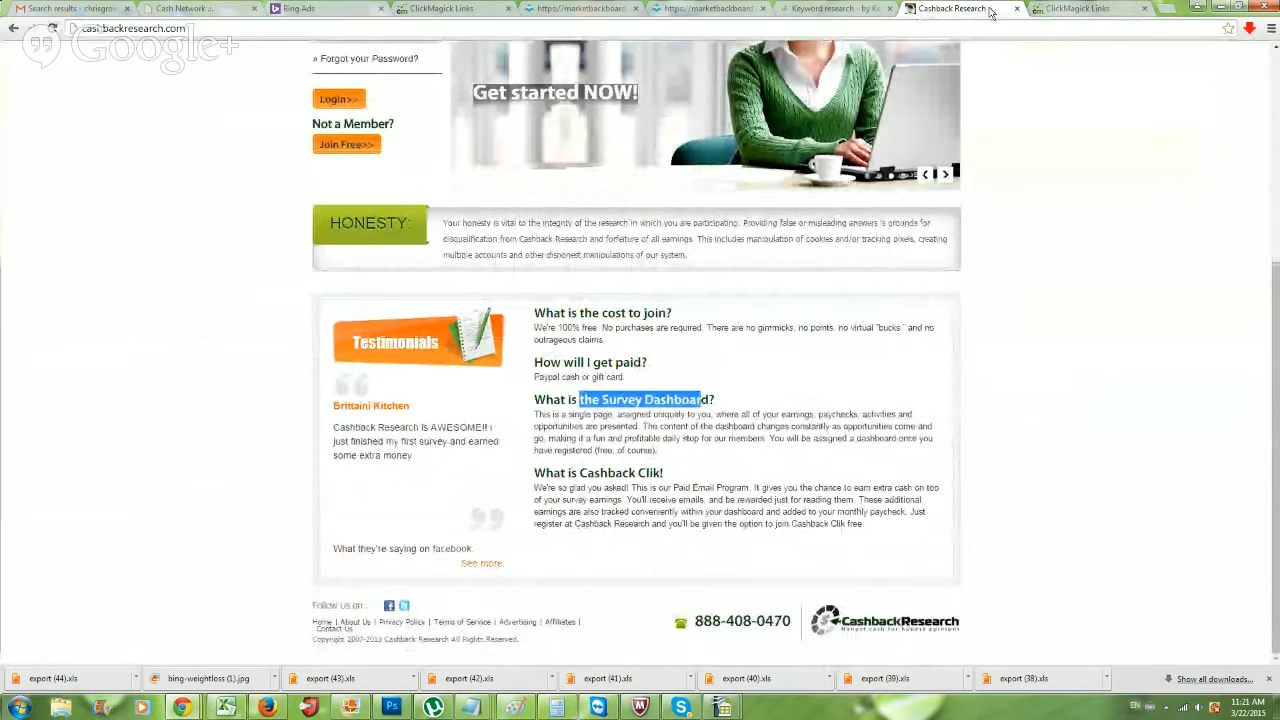 Search results - chrisgrov
Cash Network ..:
Bing Ads
ClickMagick Links
https://marketbackboard
https://marketbackboard
Keyword research - by Ke
Cashback Research
ClickMagick Links
cashbackresearch.com
Google+
» Forgot your Password?
Login>>
Not a Member?
Join Free>>
Get started NOW!
HONESTY:
Your honesty is vital to the integrity of the research in which you are participating. Providing false or misleading answers is grounds for
disqualification from Cashback Research and forfeiture of all earnings. This includes manipulation of cookies and/or tracking pixels, creating
multiple accounts and other dishonest manipulations of our system.
Testimonials
Brittaini Kitchen
Cashback Research is AWESOME!! i
just finished my first survey and earned
some extra money
What they're saying on facebook.
See more.
What is the cost to join?
We're 100% free. No purchases are required. There are no gimmicks, no points, no virtual "bucks," and no
outrageous claims.
How will I get paid?
Paypal cash or gift card.
What is the Survey Dashboard?
This is a single page, assigned uniquely to you, where all of your earnings, paychecks, activities and
opportunities are presented. The content of the dashboard changes constantly as opportunities come and
go, making it a fun and profitable daily stop for our members. You will be assigned a dashboard once you
have registered (free, of course).
What is Cashback Clik!
We're so glad you asked! This is our Paid Email Program. It gives you the chance to earn extra cash on top
of your survey earnings. You'll receive emails, and be rewarded just for reading them. These additional
earnings are also tracked conveniently within your dashboard and added to your monthly paycheck. Just
register at Cashback Research and you'll be given the option to join Cashback Clik free.
Follow Us on :
Home | About Us | Privacy Policy | Terms of Service | Advertising | Affiliates |
Contact Us
Copyright 2007-2013 Cashback Research All Rights Reserved.
888-408-0470
CashbackResearch
Honest cash for honest opinions
export (44).xls
bing-weightloss (1).jpg
export (43).xls
export (42).xls
export (41).xls
export (40).xls
export (39).xls
export (38).xls
Show all downloads...
EN
11:21 AM
3/22/2015